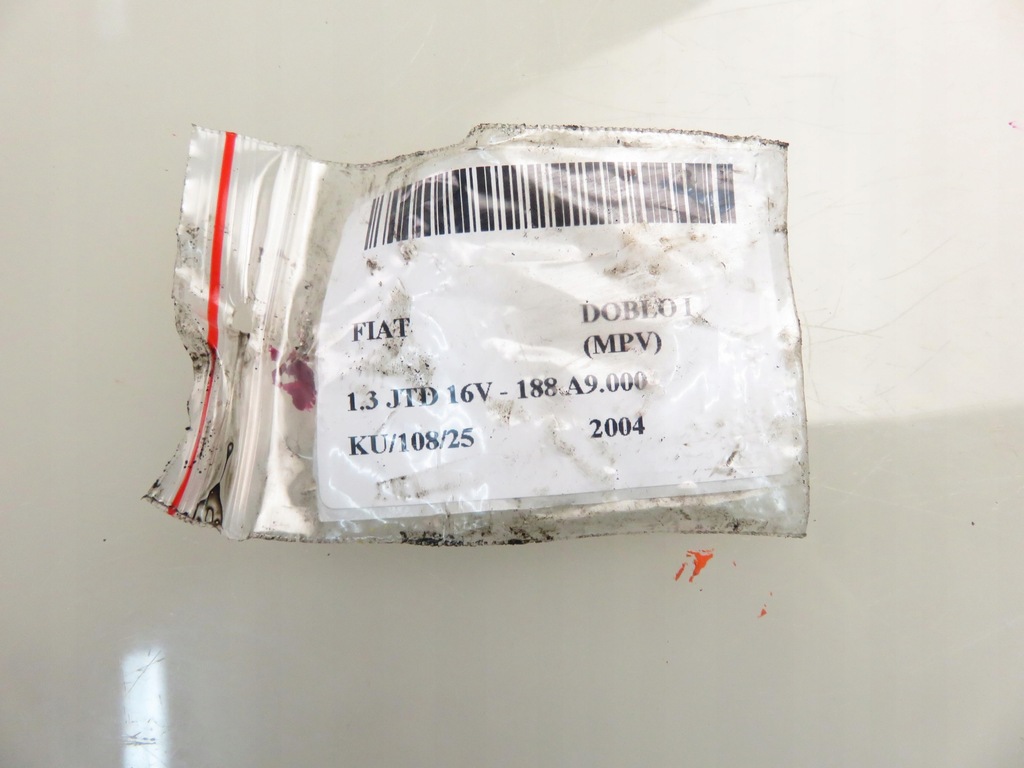 FIAT DOBLO I
(MPV)
1.3 JTD 16V - 188 A9.000
KU/108/25 2004